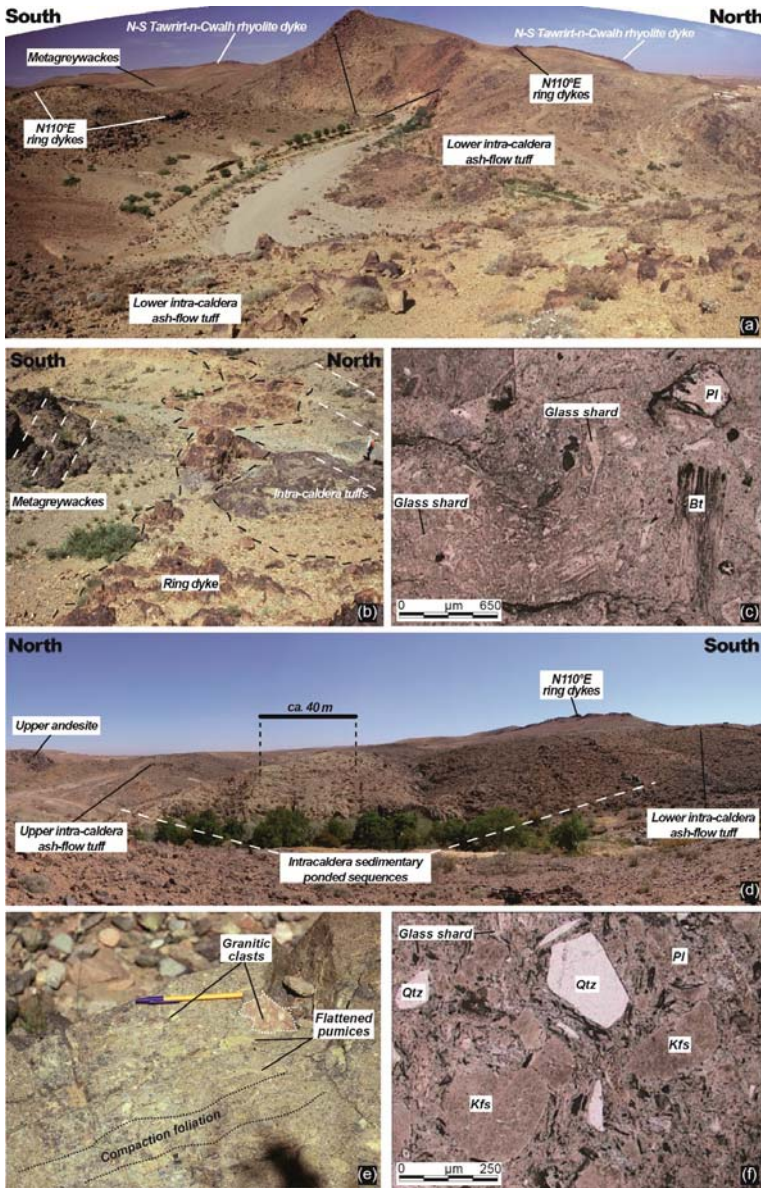 South
North
N-S Tawrirt-n-Cwalh rhyolite dyke
N-S Tawrirt-n-Cwalh rhyolite dyke
Metagreywackes
N110°E
ring dykes
N110°E
ring dykes
Lower intra-caldera
ash-flow tuff
Lower intra-caldera
ash-flow tuff
(a)
South
North
Metagreywackes
Intra-caldera tuffs
Ring dyke
(b)
Glass shard
Pl
Glass shard
Bt
0 µm 650
(c)
North
South
N110°E
ring dykes
ca. 40 m
Upper andesite
Upper intra-caldera
ash-flow tuff
Lower intra-caldera
ash-flow tuff
Intracaldera sedimentary
ponded sequences
(d)
Granitic
clasts
Flattened
pumices
Compaction foliation
(e)
Glass shard
Pl
Qtz
Qtz
Kfs
Kfs
0 µm 250
(f)